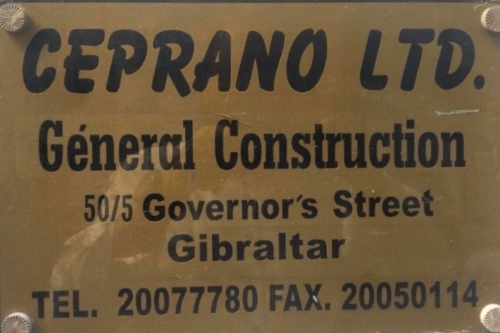 CEPRANO LTD.
Géneral Construction
50/5 Governor's Street
Gibraltar
TEL. 20077780 FAX. 20050114